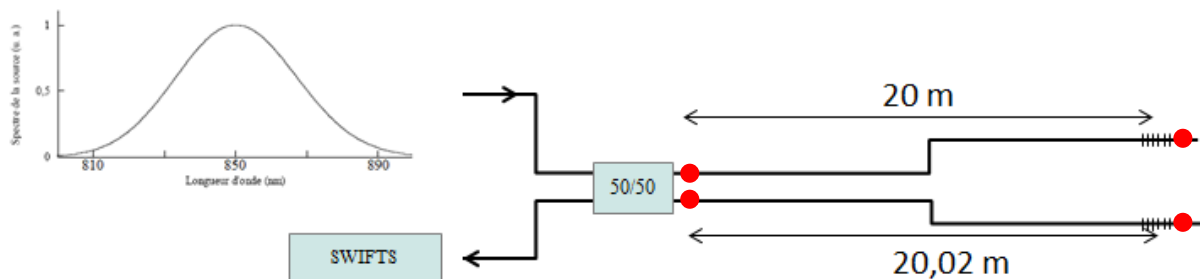 Spectre de la source (u. a.)
1
0,5
0
810
850
890
Longueur d'onde (nm)
20 m
50/50
SWIFTS
20,02 m